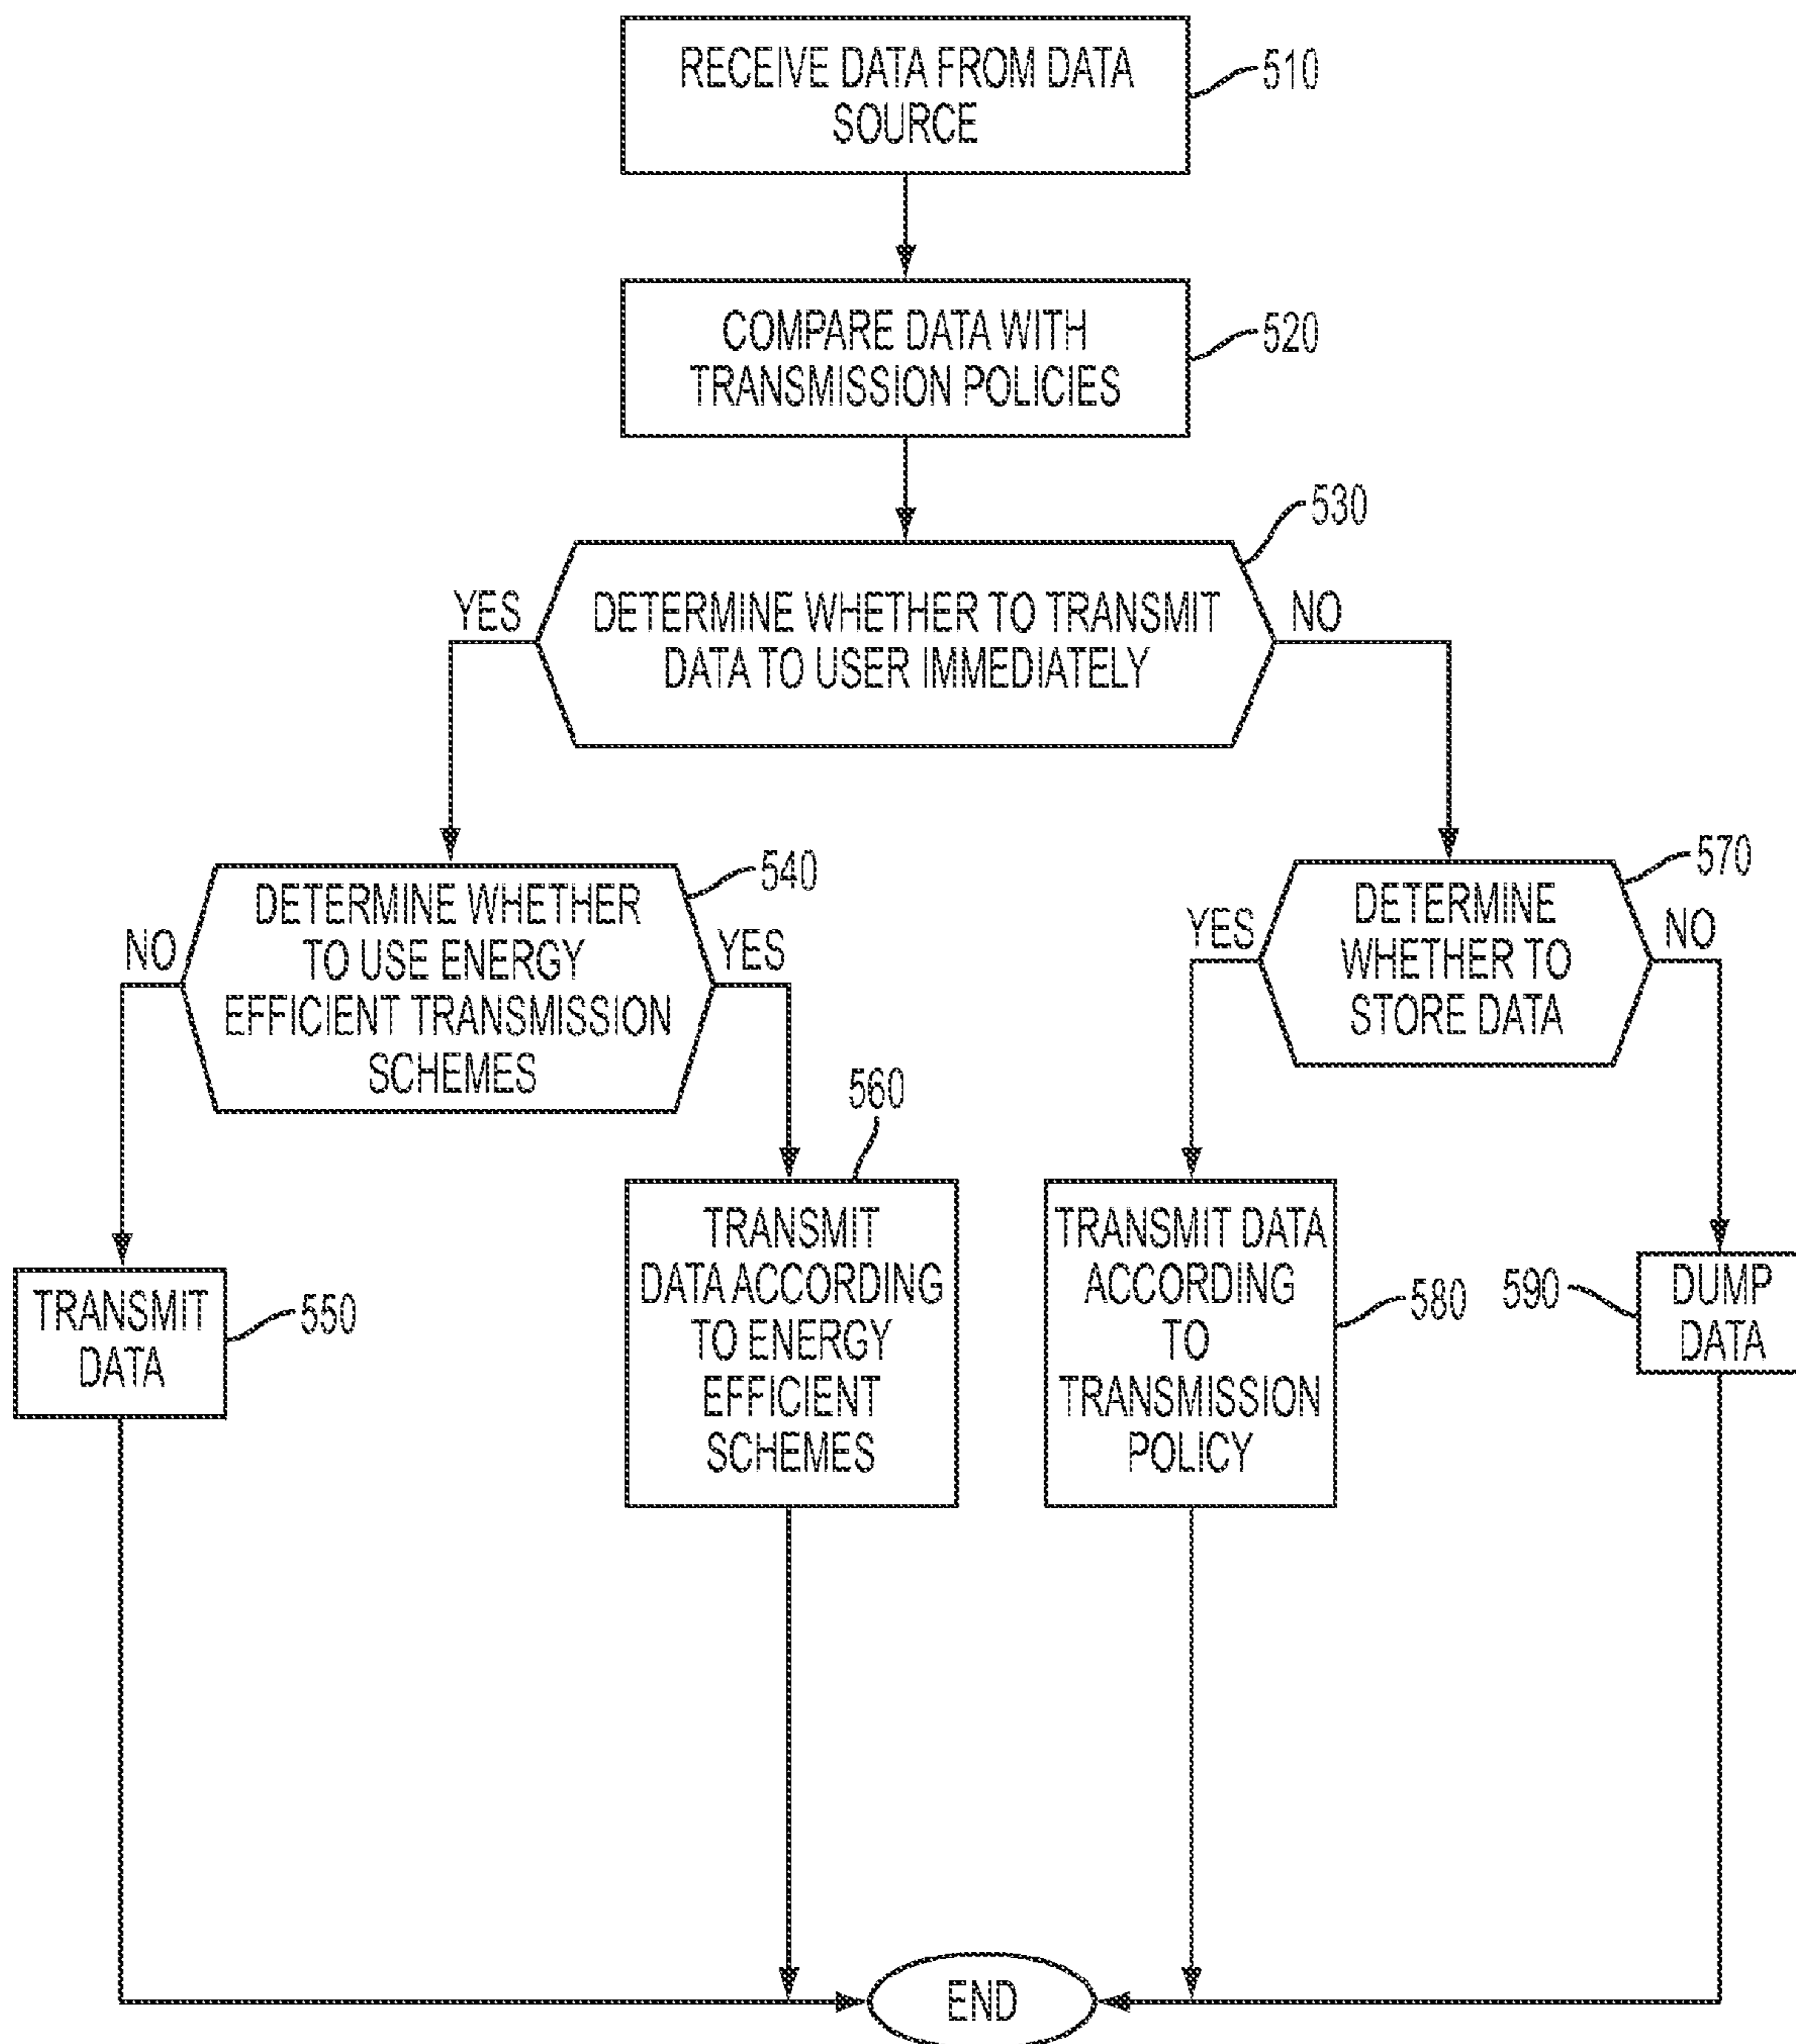 RECEIVE DATA FROM DATA
SOURCE
510
COMPARE DATA WITH
TRANSMISSION POLICIES
520
530
YES
DETERMINE WHETHER TO TRANSMIT
DATA TO USER IMMEDIATELY
NO
540
NO
DETERMINE WHETHER
TO USE ENERGY
EFFICIENT TRANSMISSION
SCHEMES
YES
570
YES
DETERMINE
WHETHER TO
STORE DATA
NO
TRANSMIT
DATA
550
560
TRANSMIT
DATA ACCORDING
TO ENERGY
EFFICIENT
SCHEMES
TRANSMIT DATA
ACCORDING
TO
TRANSMISSION
POLICY
580
590
DUMP
DATA
END